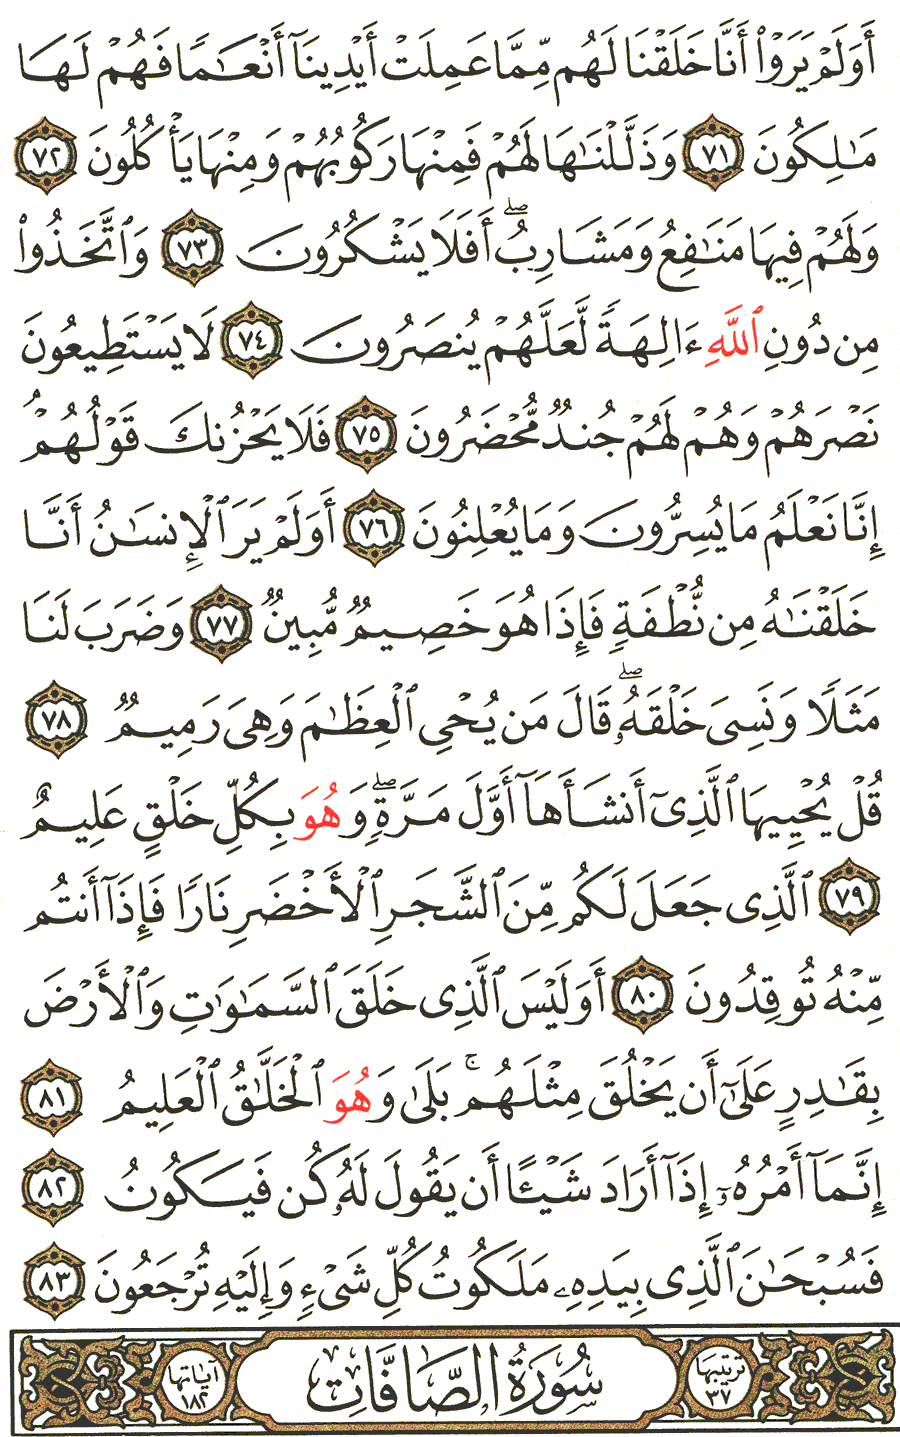 أَوَلَمْ يَرَوْا۟ أَنَّا خَلَقْنَا لَهُم مِّمَّا عَمِلَتْ أَيْدِينَآ أَنْعَٰمًا فَهُمْ لَهَا
مَٰلِكُونَ ٧١ وَذَلَّلْنَٰهَا لَهُمْ فَمِنْهَا رَكُوبُهُمْ وَمِنْهَا يَأْكُلُونَ ٧٢
وَلَهُمْ فِيهَا مَنَٰفِعُ وَمَشَارِبُ ۖ أَفَلَا يَشْكُرُونَ ٧٣ وَٱتَّخَذُوا۟
مِن دُونِ ٱللَّهِ ءَالِهَةً لَّعَلَّهُمْ يُنصَرُونَ ٧٤ لَا يَسْتَطِيعُونَ
نَصْرَهُمْ وَهُمْ لَهُمْ جُندٌ مُّحْضَرُونَ ٧٥ فَلَا يَحْزُنكَ قَوْلُهُمْ ۘ
إِنَّا نَعْلَمُ مَا يُسِرُّونَ وَمَا يُعْلِنُونَ ٧٦ أَوَلَمْ يَرَ ٱلْإِنسَٰنُ أَنَّا
خَلَقْنَٰهُ مِن نُّطْفَةٍ فَإِذَا هُوَ خَصِيمٌ مُّبِينٌ ٧٧ وَضَرَبَ لَنَا
مَثَلًا وَنَسِىَ خَلْقَهُۥ ۖ قَالَ مَن يُحْىِ ٱلْعِظَٰمَ وَهِىَ رَمِيمٌ ٧٨
قُلْ يُحْيِيهَا ٱلَّذِىٓ أَنشَأَهَآ أَوَّلَ مَرَّةٍ ۖ وَهُوَ بِكُلِّ خَلْقٍ عَلِيمٌ
٧٩ ٱلَّذِى جَعَلَ لَكُم مِّنَ ٱلشَّجَرِ ٱلْأَخْضَرِ نَارًا فَإِذَآ أَنتُم
مِّنْهُ تُوقِدُونَ ٨٠ أَوَلَيْسَ ٱلَّذِى خَلَقَ ٱلسَّمَٰوَٰتِ وَٱلْأَرْضَ
بِقَٰدِرٍ عَلَىٰٓ أَن يَخْلُقَ مِثْلَهُم ۚ بَلَىٰ وَهُوَ ٱلْخَلَّٰقُ ٱلْعَلِيمُ ٨١
إِنَّمَآ أَمْرُهُۥٓ إِذَآ أَرَادَ شَيْـًٔا أَن يَقُولَ لَهُۥ كُن فَيَكُونُ ٨٢
فَسُبْحَٰنَ ٱلَّذِى بِيَدِهِۦ مَلَكُوتُ كُلِّ شَىْءٍ وَإِلَيْهِ تُرْجَعُونَ ٨٣
ترتيبها ٣٧ سُورَةُ الصَّافَّات آياتها ١٨٢